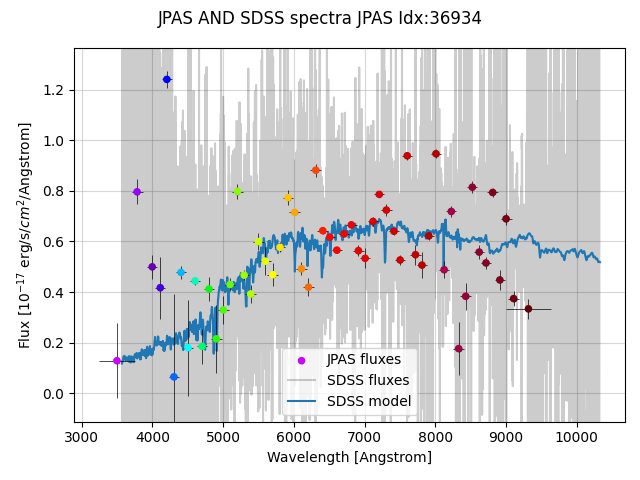 JPAS AND SDSS spectra JPAS Idx:36934
Flux [10⁻¹⁷ erg/s/cm²/Angstrom]
1.2
1.0
0.8
0.6
0.4
0.2
0.0
JPAS fluxes
SDSS fluxes
SDSS model
3000 4000 5000 6000 7000 8000 9000 10000
Wavelength [Angstrom]